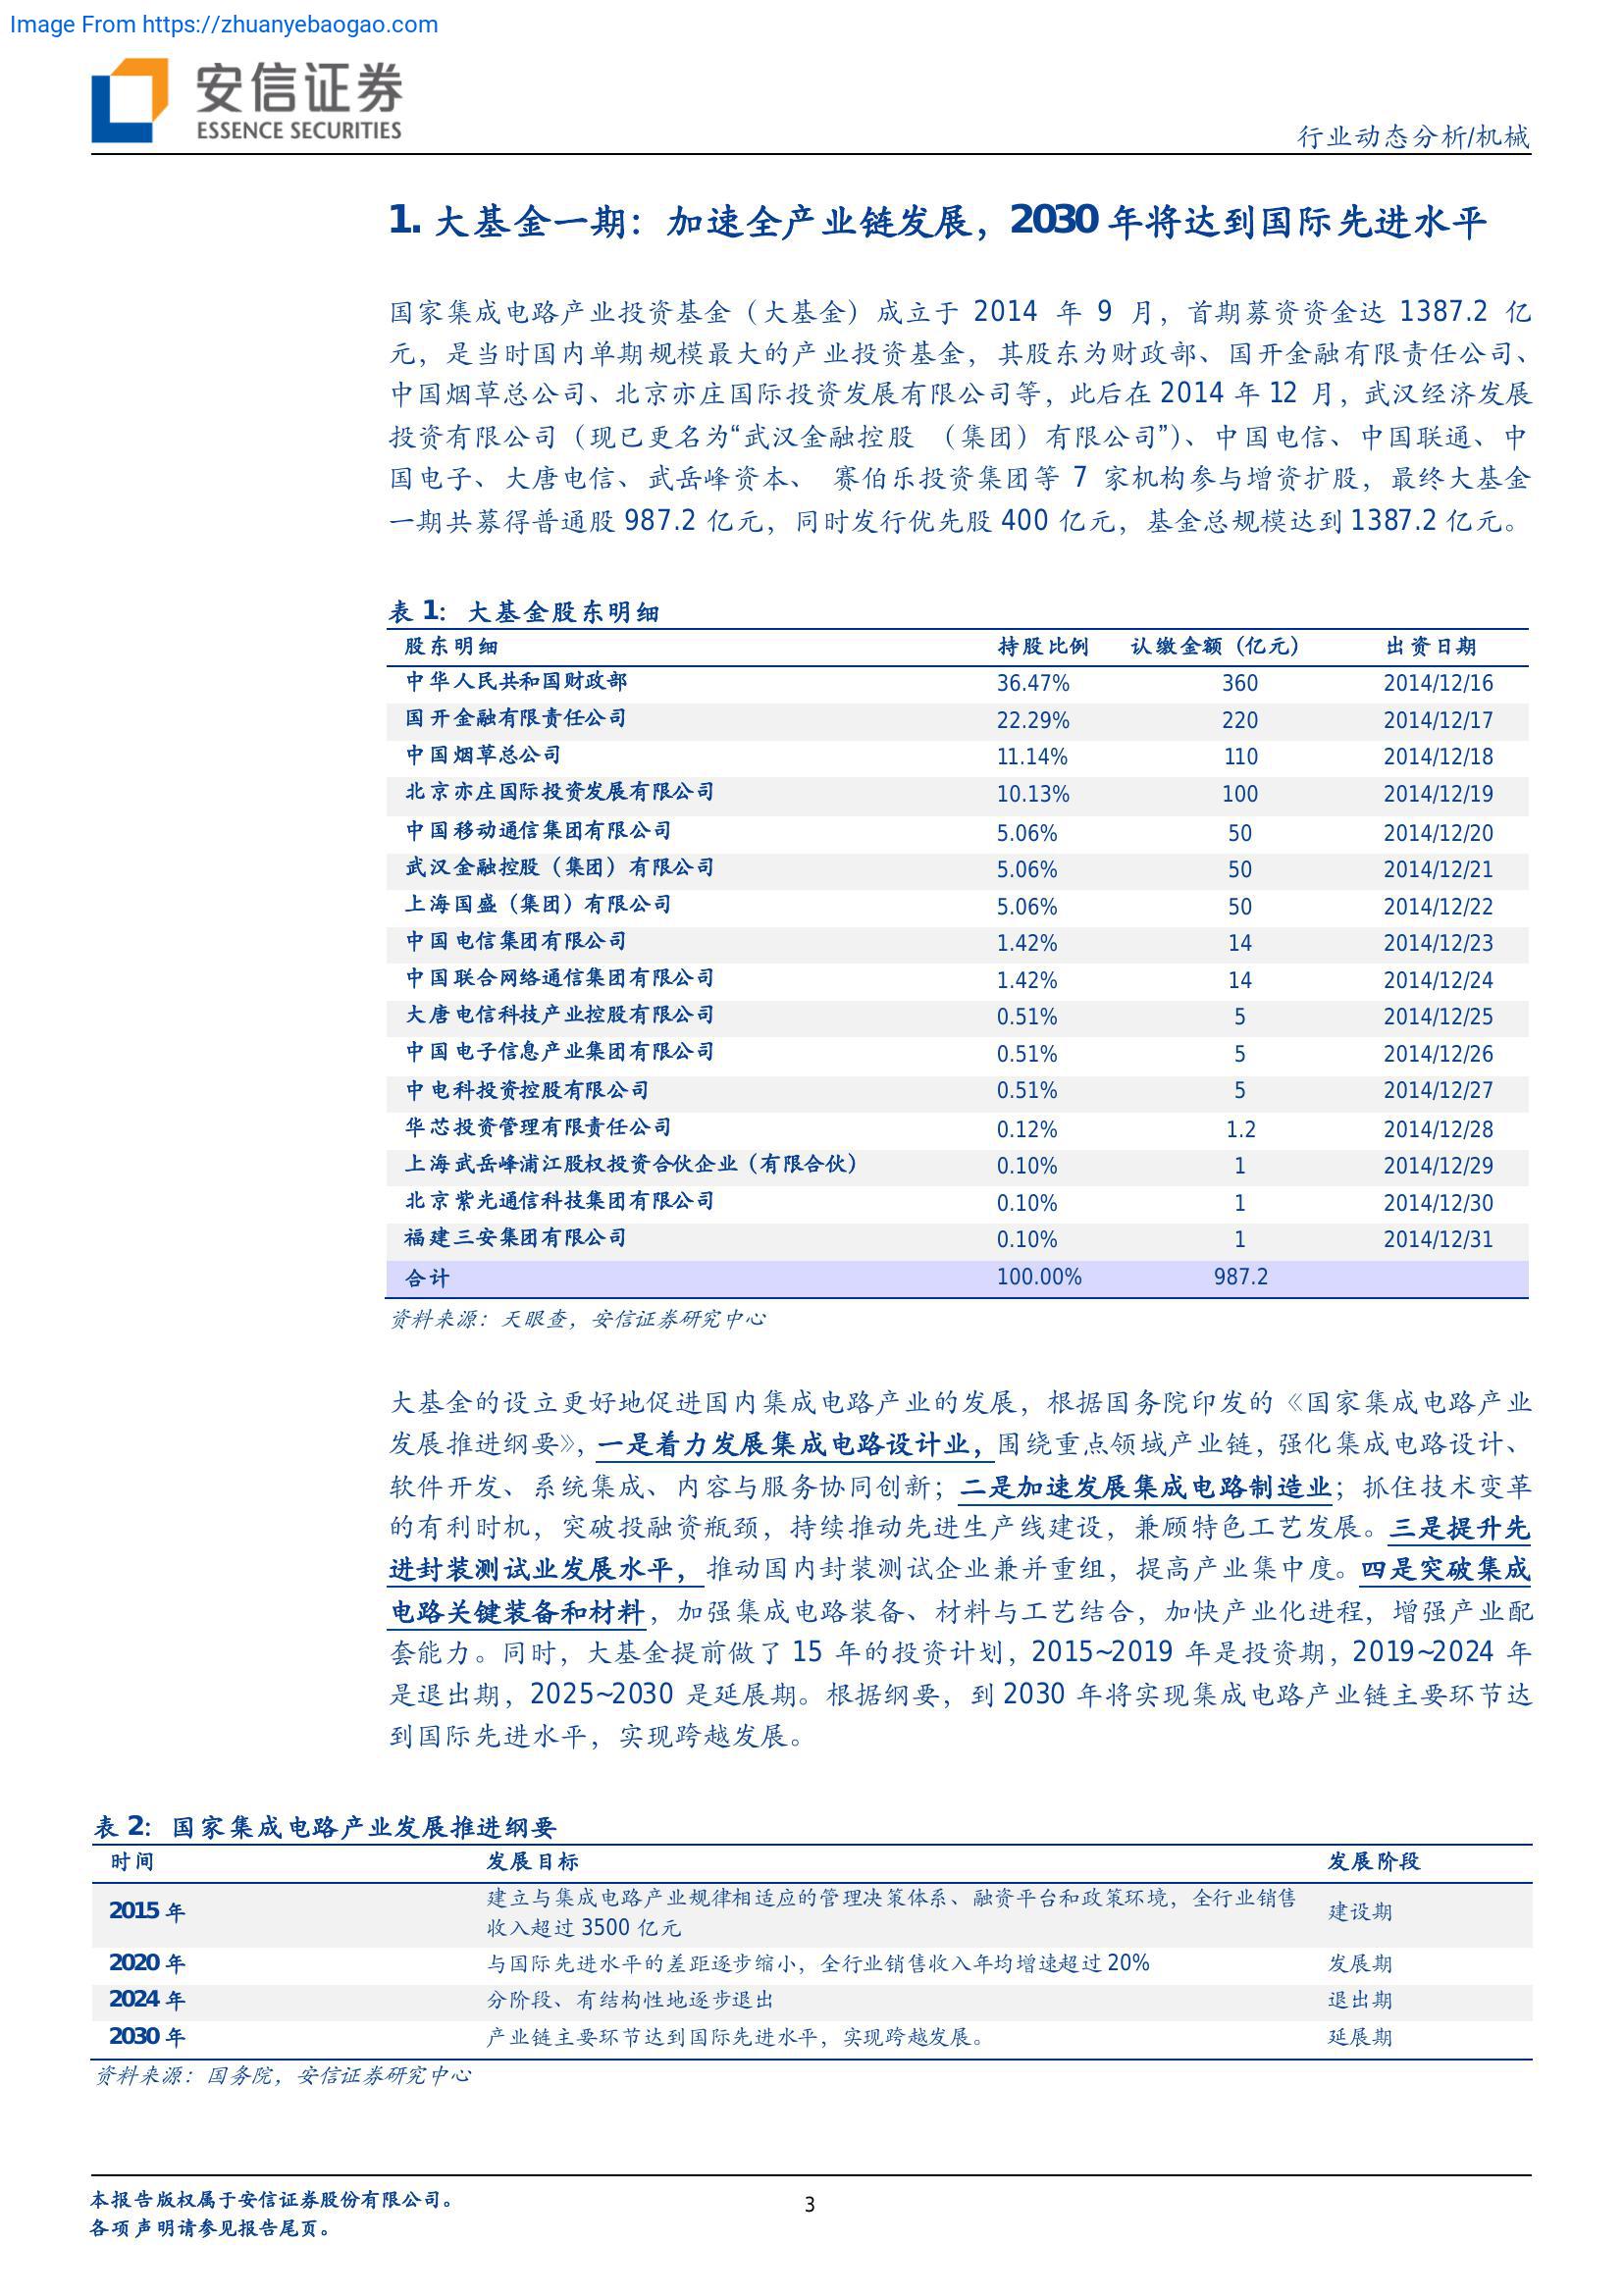 Image From https://zhuanyebaogao.com
安信证券
ESSENCE SECURITIES
行业动态分析/机械
1. 大基金一期：加速全产业链发展，2030 年将达到国际先进水平
国家集成电路产业投资基金（大基金）成立于 2014 年 9 月，首期募资资金达 1387.2 亿
元，是当时国内单期规模最大的产业投资基金，其股东为财政部、国开金融有限责任公司、
中国烟草总公司、北京亦庄国际投资发展有限公司等，此后在 2014 年 12 月，武汉经济发展
投资有限公司（现已更名为“武汉金融控股 （集团）有限公司”）、中国电信、中国联通、中
国电子、大唐电信、武岳峰资本、 赛伯乐投资集团等 7 家机构参与增资扩股，最终大基金
一期共募得普通股 987.2 亿元，同时发行优先股 400 亿元，基金总规模达到 1387.2 亿元。
表 1：大基金股东明细
股东明细 持股比例 认缴金额（亿元） 出资日期
中华人民共和国财政部 36.47% 360 2014/12/16
国开金融有限责任公司 22.29% 220 2014/12/17
中国烟草总公司 11.14% 110 2014/12/18
北京亦庄国际投资发展有限公司 10.13% 100 2014/12/19
中国移动通信集团有限公司 5.06% 50 2014/12/20
武汉金融控股（集团）有限公司 5.06% 50 2014/12/21
上海国盛（集团）有限公司 5.06% 50 2014/12/22
中国电信集团有限公司 1.42% 14 2014/12/23
中国联合网络通信集团有限公司 1.42% 14 2014/12/24
大唐电信科技产业控股有限公司 0.51% 5 2014/12/25
中国电子信息产业集团有限公司 0.51% 5 2014/12/26
中电科投资控股有限公司 0.51% 5 2014/12/27
华芯投资管理有限责任公司 0.12% 1.2 2014/12/28
上海武岳峰浦江股权投资合伙企业（有限合伙） 0.10% 1 2014/12/29
北京紫光通信科技集团有限公司 0.10% 1 2014/12/30
福建三安集团有限公司 0.10% 1 2014/12/31
合计 100.00% 987.2
资料来源：天眼查，安信证券研究中心
大基金的设立更好地促进国内集成电路产业的发展，根据国务院印发的《国家集成电路产业
发展推进纲要》，一是着力发展集成电路设计业，围绕重点领域产业链，强化集成电路设计、
软件开发、系统集成、内容与服务协同创新；二是加速发展集成电路制造业；抓住技术变革
的有利时机，突破投融资瓶颈，持续推动先进生产线建设，兼顾特色工艺发展。三是提升先
进封装测试业发展水平，推动国内封装测试企业兼并重组，提高产业集中度。四是突破集成
电路关键装备和材料，加强集成电路装备、材料与工艺结合，加快产业化进程，增强产业配
套能力。同时，大基金提前做了 15 年的投资计划，2015~2019 年是投资期，2019~2024 年
是退出期，2025~2030 是延展期。根据纲要，到 2030 年将实现集成电路产业链主要环节达
到国际先进水平，实现跨越发展。
表 2：国家集成电路产业发展推进纲要
时间 发展目标 发展阶段
2015 年 建立与集成电路产业规律相适应的管理决策体系、融资平台和政策环境，全行业销售
收入超过 3500 亿元 建设期
2020 年 与国际先进水平的差距逐步缩小，全行业销售收入年均增速超过 20% 发展期
2024 年 分阶段、有结构性地逐步退出 退出期
2030 年 产业链主要环节达到国际先进水平，实现跨越发展。 延展期
资料来源：国务院，安信证券研究中心
本报告版权属于安信证券股份有限公司。
各项声明请参见报告尾页。
3